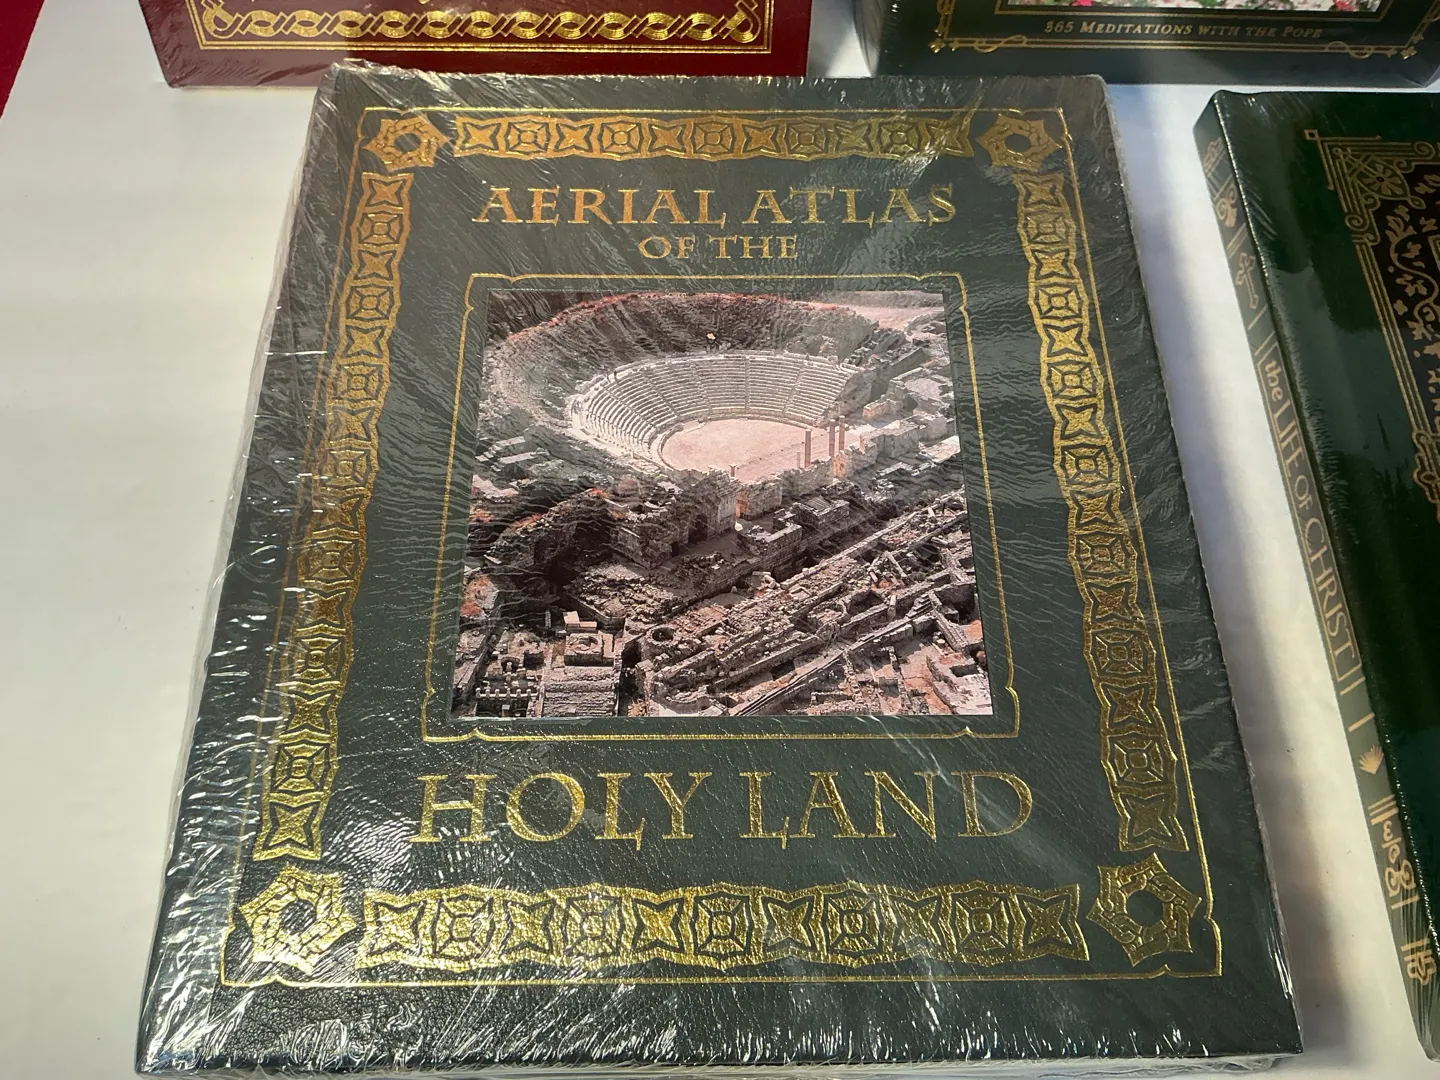 365 MEDITATIONS WITH THE POPE
AERIAL ATLAS
OF THE
HOLY LAND
the LIFE OF CHRIST